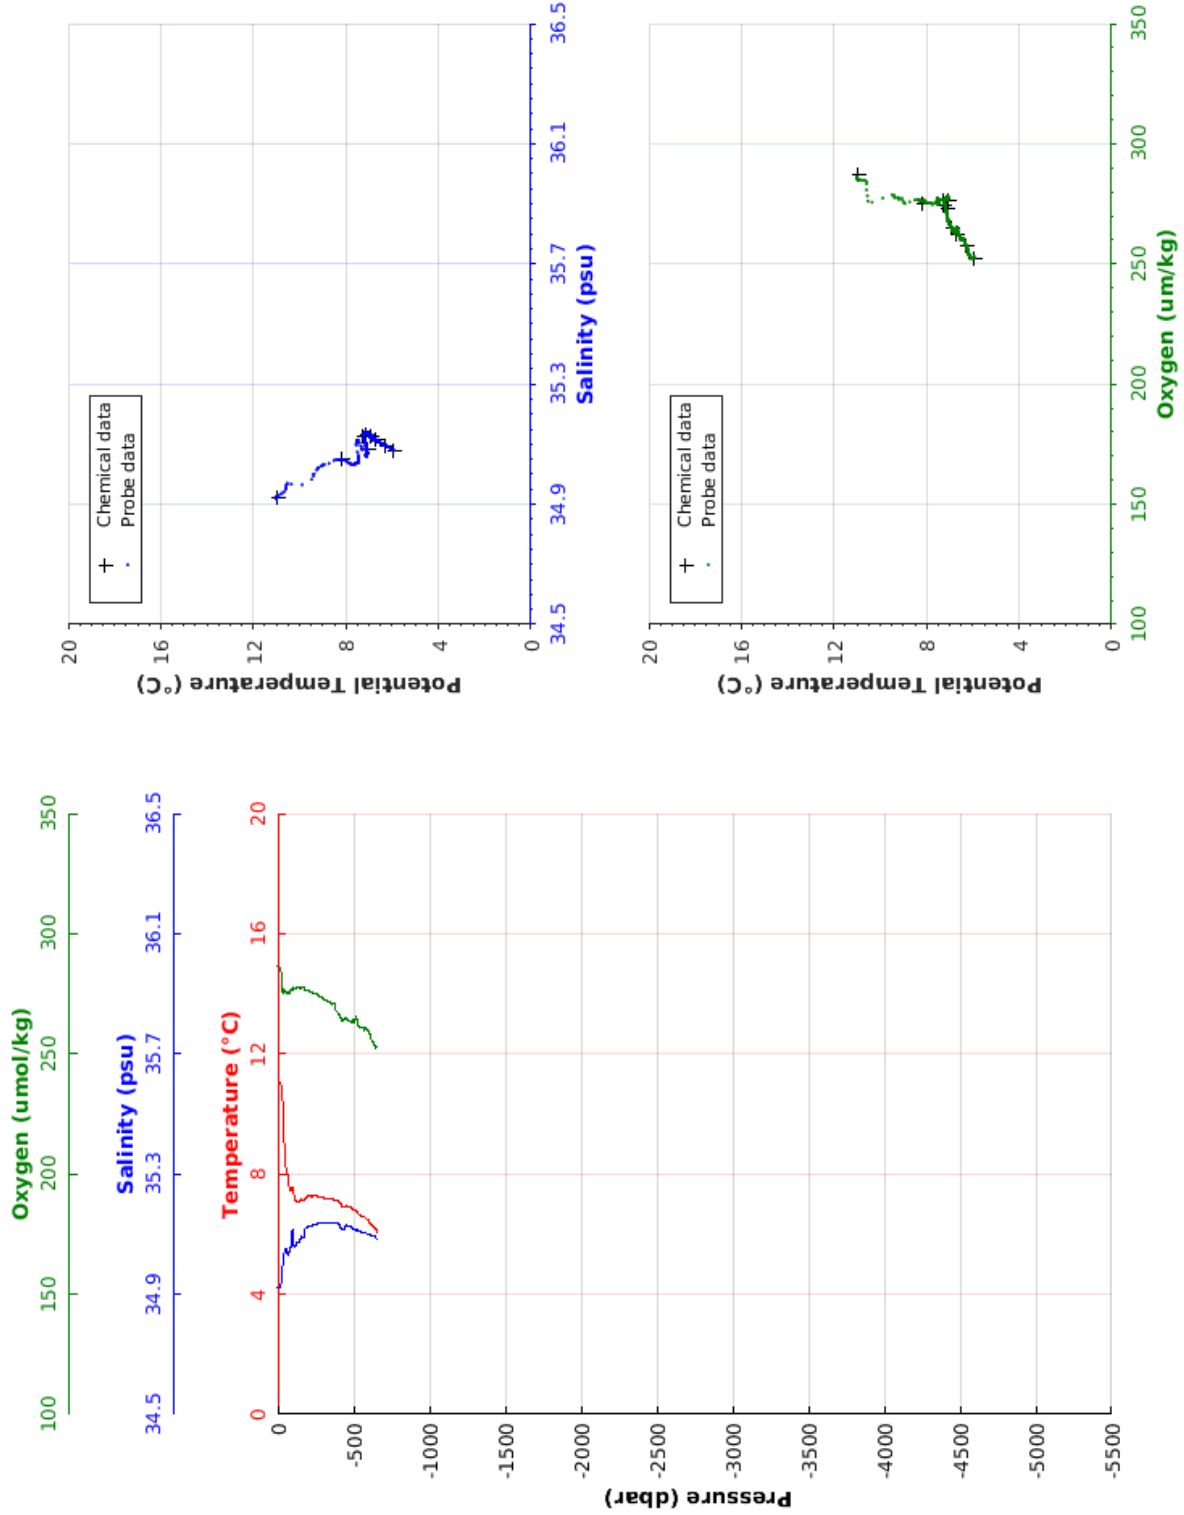 Oxygen (umol/kg)
100 150 200 250 300 350
Salinity (psu)
34.5 34.9 35.3 35.7 36.1 36.5
Temperature (°C)
0 4 8 12 16 20
Pressure (dbar)
0
-500
-1000
-1500
-2000
-2500
-3000
-3500
-4000
-4500
-5000
-5500
Potential Temperature (°C)
20
16
12
8
4
0
Chemical data
Probe data
34.5 34.9 35.3 35.7 36.1 36.5
Salinity (psu)
Potential Temperature (°C)
20
16
12
8
4
0
Chemical data
Probe data
100 150 200 250 300 350
Oxygen (um/kg)